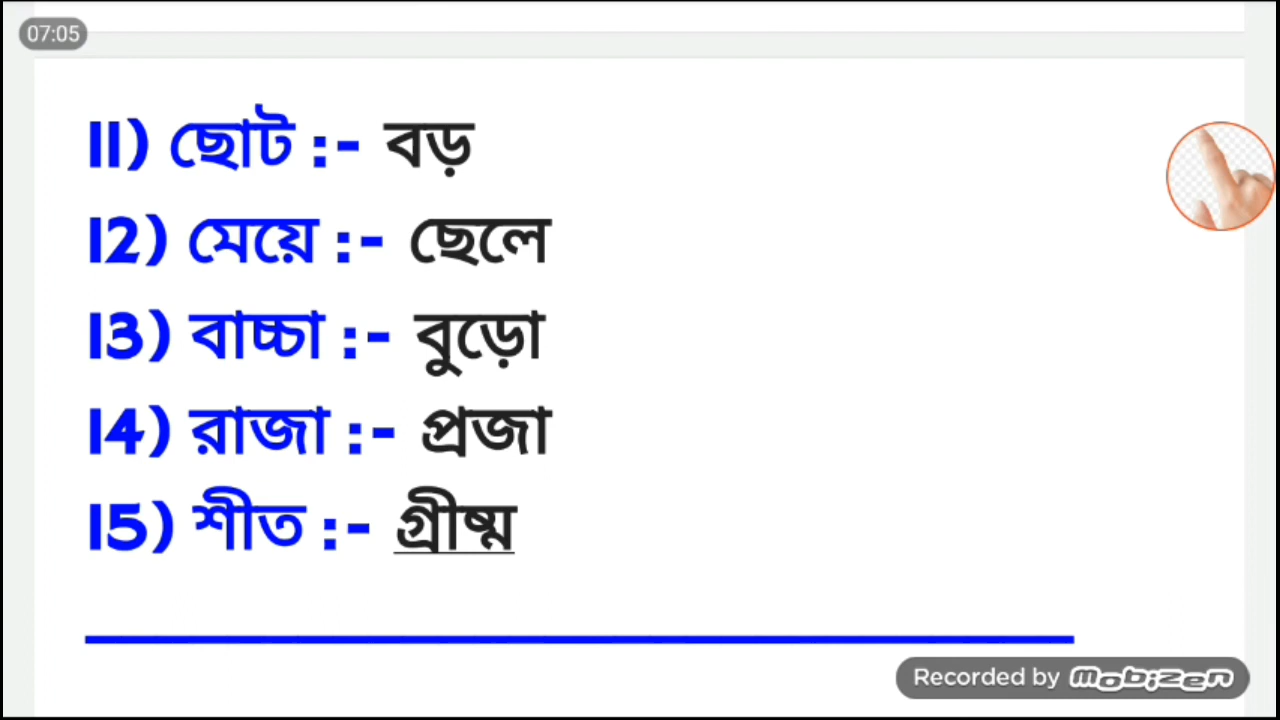 07:05
11) ছোট :- বড়
12) মেয়ে :- ছেলে
13) বাচ্চা :- বুড়ো
14) রাজা :- প্রজা
15) শীত :- গ্রীষ্ম
Recorded by Mobizen